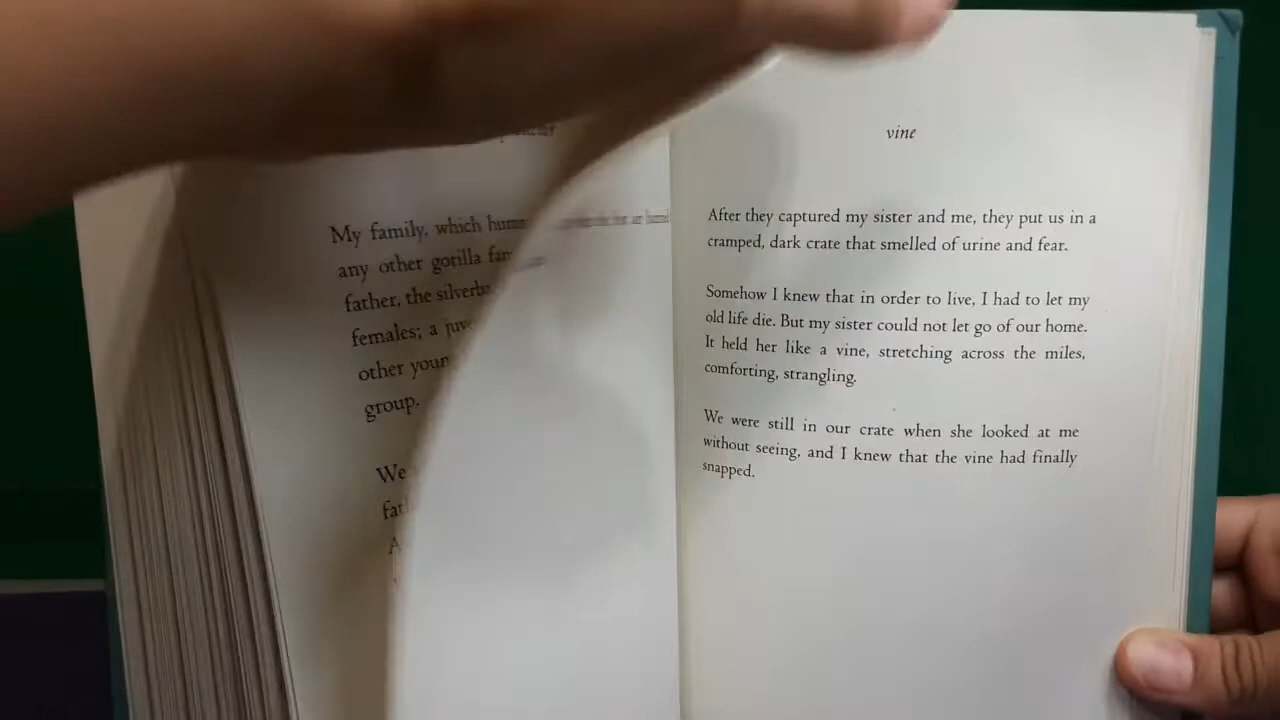 My family, which
any other gorilla
father, the
females; a
other
group.
We
vine
After they captured my sister and me, they put us in a
cramped, dark crate that smelled of urine and fear.
Somehow I knew that in order to live, I had to let my
old life die. But my sister could not let go of our home.
It held her like a vine, stretching across the miles,
comforting, strangling.
We were still in our crate when she looked at me
without seeing, and I knew that the vine had finally
snapped.